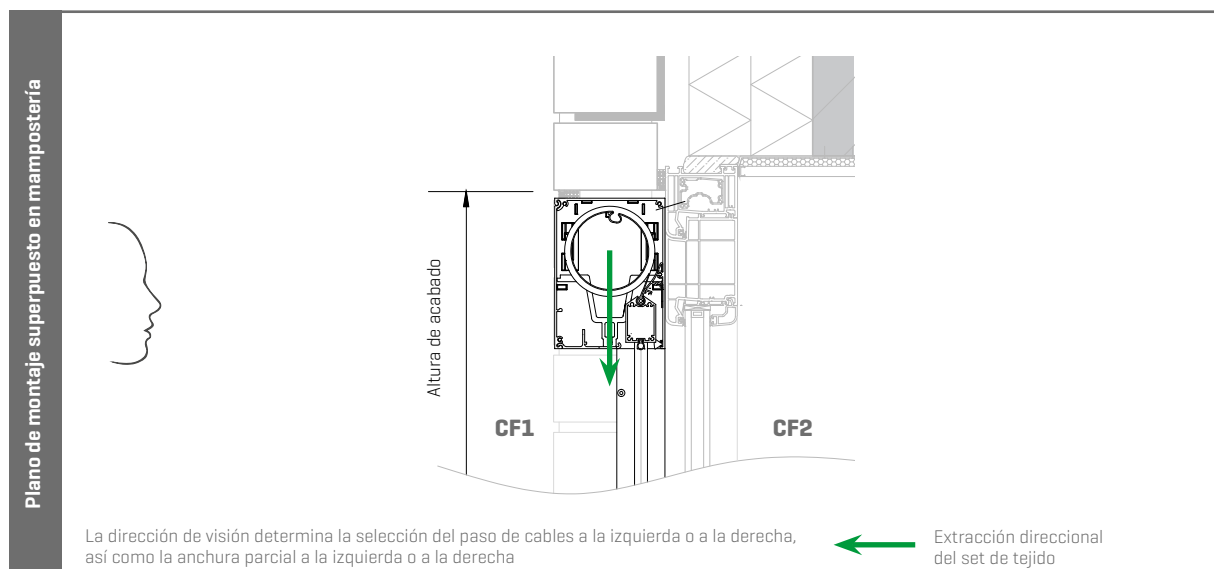 Plano de montaje superpuesto en mampostería
Altura de acabado
CF1
CF2
La dirección de visión determina la selección del paso de cables a la izquierda o a la derecha,
así como la anchura parcial a la izquierda o a la derecha
Extracción direccional
del set de tejido